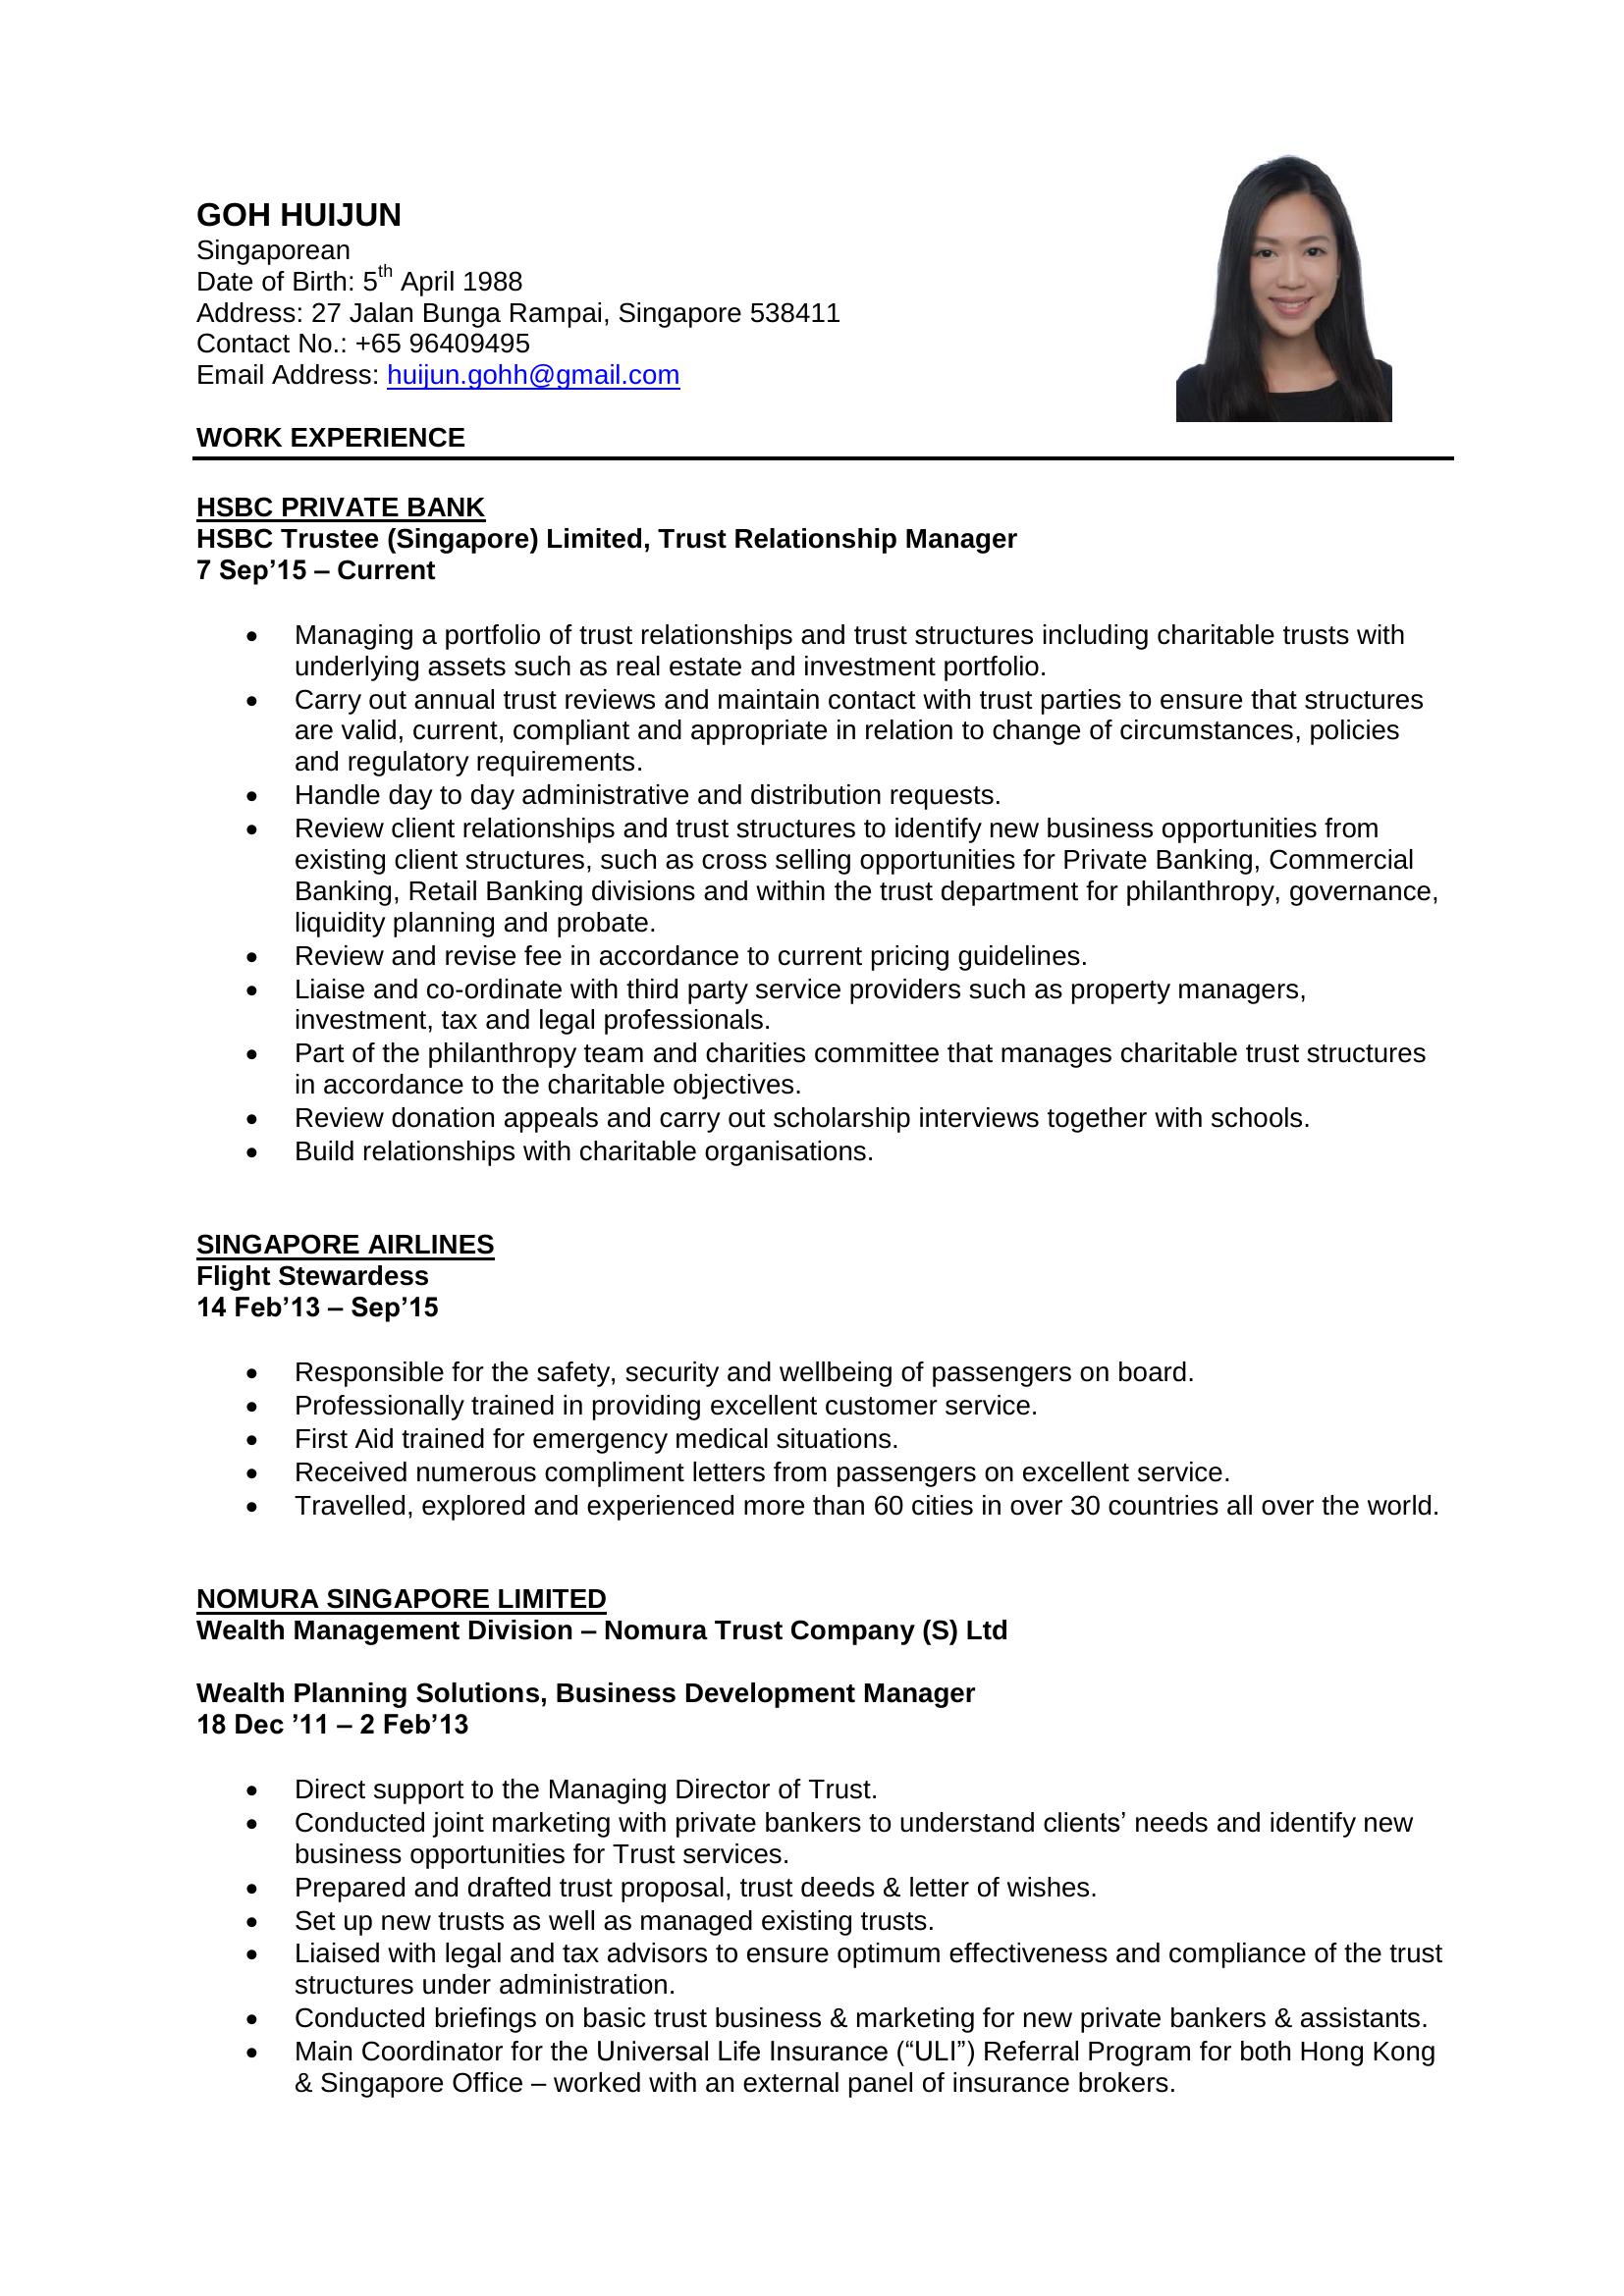 GOH HUIJUN
Singaporean
Date of Birth: 5th April 1988
Address: 27 Jalan Bunga Rampai, Singapore 538411
Contact No.: +65 96409495
Email Address: huijun.gohh@gmail.com
WORK EXPERIENCE
HSBC PRIVATE BANK
HSBC Trustee (Singapore) Limited, Trust Relationship Manager
7 Sep’15 – Current
• Managing a portfolio of trust relationships and trust structures including charitable trusts with
underlying assets such as real estate and investment portfolio.
• Carry out annual trust reviews and maintain contact with trust parties to ensure that structures
are valid, current, compliant and appropriate in relation to change of circumstances, policies
and regulatory requirements.
• Handle day to day administrative and distribution requests.
• Review client relationships and trust structures to identify new business opportunities from
existing client structures, such as cross selling opportunities for Private Banking, Commercial
Banking, Retail Banking divisions and within the trust department for philanthropy, governance,
liquidity planning and probate.
• Review and revise fee in accordance to current pricing guidelines.
• Liaise and co-ordinate with third party service providers such as property managers,
investment, tax and legal professionals.
• Part of the philanthropy team and charities committee that manages charitable trust structures
in accordance to the charitable objectives.
• Review donation appeals and carry out scholarship interviews together with schools.
• Build relationships with charitable organisations.
SINGAPORE AIRLINES
Flight Stewardess
14 Feb’13 – Sep’15
• Responsible for the safety, security and wellbeing of passengers on board.
• Professionally trained in providing excellent customer service.
• First Aid trained for emergency medical situations.
• Received numerous compliment letters from passengers on excellent service.
• Travelled, explored and experienced more than 60 cities in over 30 countries all over the world.
NOMURA SINGAPORE LIMITED
Wealth Management Division – Nomura Trust Company (S) Ltd
Wealth Planning Solutions, Business Development Manager
18 Dec ’11 – 2 Feb’13
• Direct support to the Managing Director of Trust.
• Conducted joint marketing with private bankers to understand clients’ needs and identify new
business opportunities for Trust services.
• Prepared and drafted trust proposal, trust deeds & letter of wishes.
• Set up new trusts as well as managed existing trusts.
• Liaised with legal and tax advisors to ensure optimum effectiveness and compliance of the trust
structures under administration.
• Conducted briefings on basic trust business & marketing for new private bankers & assistants.
• Main Coordinator for the Universal Life Insurance (“ULI”) Referral Program for both Hong Kong
& Singapore Office – worked with an external panel of insurance brokers.